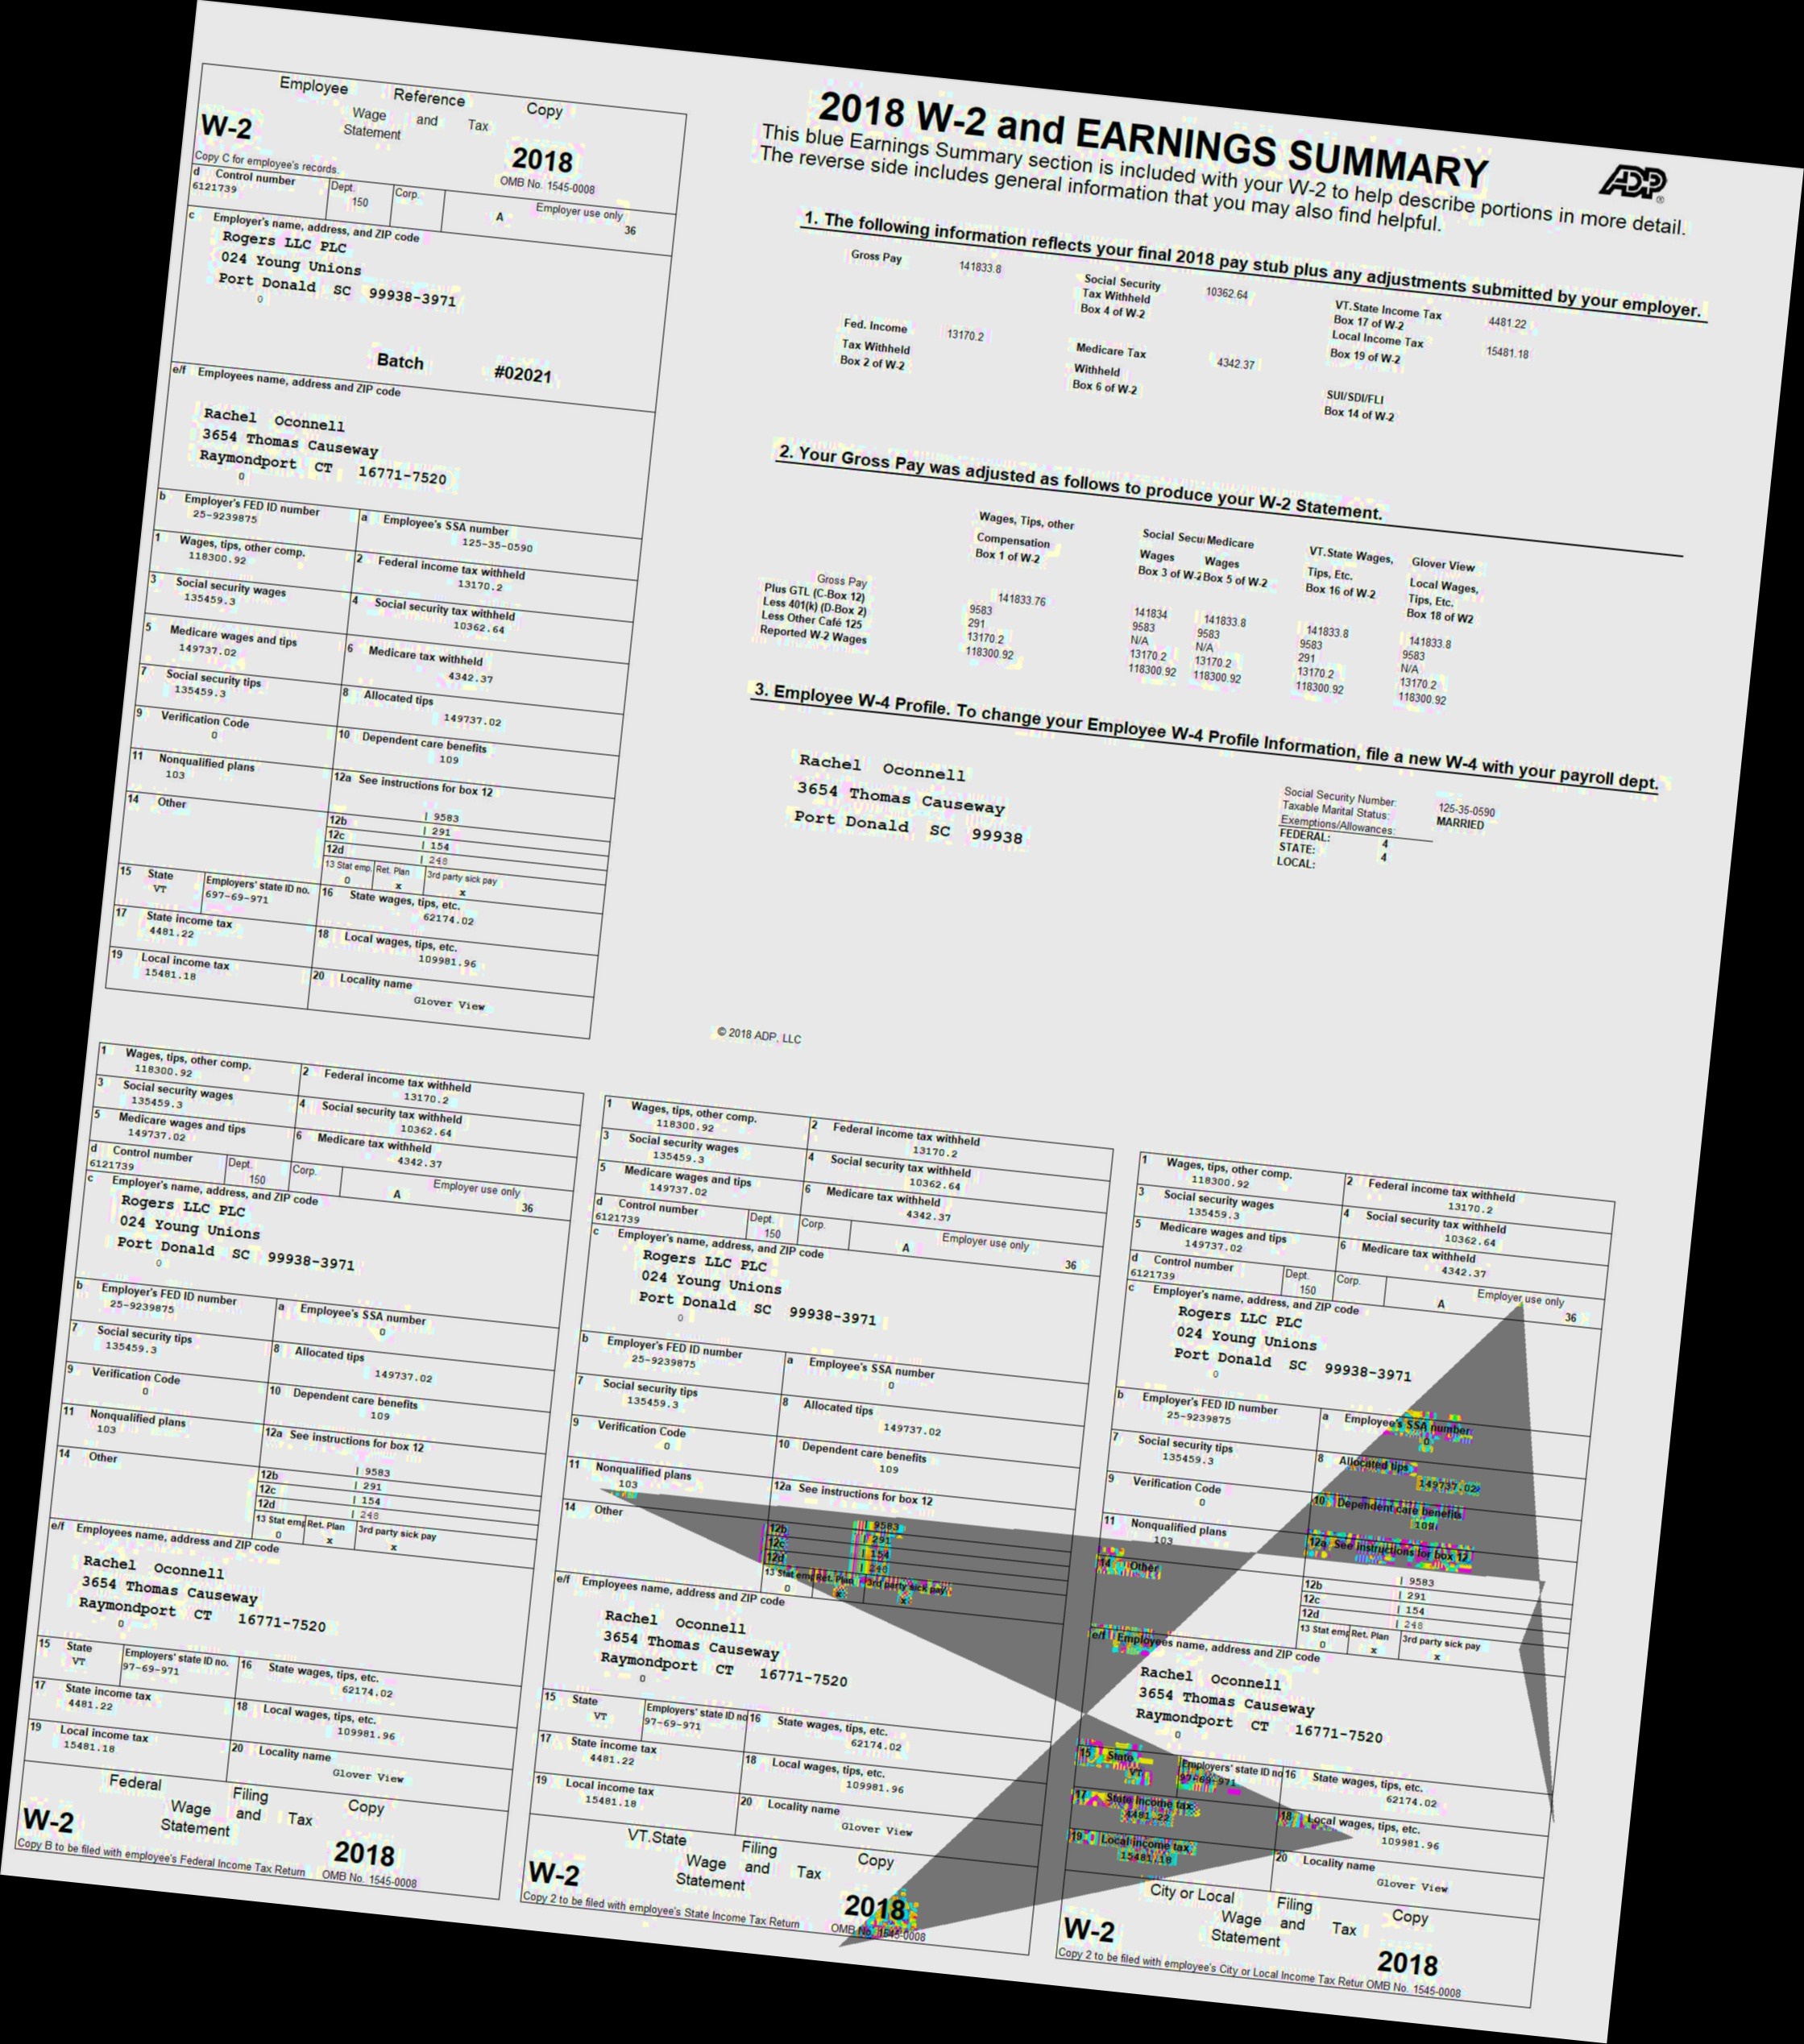 Employee Reference Copy
Wage and Tax
W-2 Statement 2018
Copy C for employee's records. OMB No. 1545-0008
d Control number Dept. Corp. Employer use only
6121739 150 A 36
c Employer's name, address, and ZIP code
Rogers LLC PLC
024 Young Unions
Port Donald SC 99938-3971
0
Batch #02021
e/f Employees name, address and ZIP code
Rachel Oconnell
3654 Thomas Causeway
Raymondport CT 16771-7520
0
b Employer's FED ID number a Employee's SSA number
25-9239875 125-35-0590
1 Wages, tips, other comp. 2 Federal income tax withheld
118300.92 13170.2
3 Social security wages 4 Social security tax withheld
135459.3 10362.64
5 Medicare wages and tips 6 Medicare tax withheld
149737.02 4342.37
7 Social security tips 8 Allocated tips
135459.3 149737.02
9 Verification Code 10 Dependent care benefits
0 109
11 Nonqualified plans 12a See instructions for box 12
103
14 Other 9583
12b 291
12c 154
12d 248
13 Stat emp. Ret. Plan 3rd party sick pay
0 x x
15 State Employers' state ID no. 16 State wages, tips, etc.
VT 697-69-971 62174.02
17 State income tax 18 Local wages, tips, etc.
4481.22 109981.96
19 Local income tax 20 Locality name
15481.18 Glover View
2018 W-2 and EARNINGS SUMMARY
ADP®
This blue Earnings Summary section is included with your W-2 to help describe portions in more detail.
The reverse side includes general information that you may also find helpful.
1. The following information reflects your final 2018 pay stub plus any adjustments submitted by your employer.
Gross Pay 141833.8 Social Security 10362.64 VT.State Income Tax 4481.22
Tax Withheld Box 17 of W-2
Box 4 of W-2 Local Income Tax 15481.18
Fed. Income 13170.2 Box 19 of W-2
Tax Withheld Medicare Tax 4342.37
Box 2 of W-2 Withheld SUI/SDI/FLI
Box 6 of W-2 Box 14 of W-2
2. Your Gross Pay was adjusted as follows to produce your W-2 Statement.
Wages, Tips, other Social Secu Medicare VT.State Wages, Glover View
Compensation Wages Wages Tips, Etc. Local Wages,
Box 1 of W-2 Box 3 of W-2 Box 5 of W-2 Box 16 of W-2 Tips, Etc.
Box 18 of W2
Gross Pay 141833.76 141834 141833.8 141833.8 141833.8
Plus GTL (C-Box 12) 9583 9583 9583 9583 9583
Less 401(k) (D-Box 2) 291 N/A N/A 291 N/A
Less Other Café 125 13170.2 13170.2 13170.2 13170.2 13170.2
Reported W-2 Wages 118300.92 118300.92 118300.92 118300.92 118300.92
3. Employee W-4 Profile. To change your Employee W-4 Profile Information, file a new W-4 with your payroll dept.
Rachel Oconnell
3654 Thomas Causeway
Port Donald SC 99938
Social Security Number: 125-35-0590
Taxable Marital Status: MARRIED
Exemptions/Allowances:
FEDERAL: 4
STATE: 4
LOCAL:
© 2018 ADP, LLC
1 Wages, tips, other comp. 2 Federal income tax withheld
118300.92 13170.2
3 Social security wages 4 Social security tax withheld
135459.3 10362.64
5 Medicare wages and tips 6 Medicare tax withheld
149737.02 4342.37
d Control number Dept. Corp. Employer use only
6121739 150 A 36
c Employer's name, address, and ZIP code
Rogers LLC PLC
024 Young Unions
Port Donald SC 99938-3971
0
b Employer's FED ID number a Employee's SSA number
25-9239875 0
7 Social security tips 8 Allocated tips
135459.3 149737.02
9 Verification Code 10 Dependent care benefits
0 109
11 Nonqualified plans 12a See instructions for box 12
103
14 Other 9583
12b 291
12c 154
12d 248
13 Stat emp Ret. Plan 3rd party sick pay
0 x x
e/f Employees name, address and ZIP code
Rachel Oconnell
3654 Thomas Causeway
Raymondport CT 16771-7520
0
15 State Employers' state ID no. 16 State wages, tips, etc.
VT 97-69-971 62174.02
17 State income tax 18 Local wages, tips, etc.
4481.22 109981.96
19 Local income tax 20 Locality name
15481.18 Glover View
Federal Filing Copy
Wage and Tax
W-2 Statement 2018
Copy B to be filed with employee's Federal Income Tax Return OMB No. 1545-0008
1 Wages, tips, other comp. 2 Federal income tax withheld
118300.92 13170.2
3 Social security wages 4 Social security tax withheld
135459.3 10362.64
5 Medicare wages and tips 6 Medicare tax withheld
149737.02 4342.37
d Control number Dept. Corp. Employer use only
6121739 150 A 36
c Employer's name, address, and ZIP code
Rogers LLC PLC
024 Young Unions
Port Donald SC 99938-3971
0
b Employer's FED ID number a Employee's SSA number
25-9239875 0
7 Social security tips 8 Allocated tips
135459.3 149737.02
9 Verification Code 10 Dependent care benefits
0 109
11 Nonqualified plans 12a See instructions for box 12
103
14 Other 9583
12b 291
12c 154
12d 248
13 Stat emp Ret. Plan 3rd party sick pay
0 x x
e/f Employees name, address and ZIP code
Rachel Oconnell
3654 Thomas Causeway
Raymondport CT 16771-7520
0
15 State Employers' state ID no 16 State wages, tips, etc.
VT 97-69-971 62174.02
17 State income tax 18 Local wages, tips, etc.
4481.22 109981.96
19 Local income tax 20 Locality name
15481.18 Glover View
VT.State Filing Copy
Wage and Tax
W-2 Statement 2018
Copy 2 to be filed with employee's State Income Tax Return OMB No. 1545-0008
1 Wages, tips, other comp. 2 Federal income tax withheld
118300.92 13170.2
3 Social security wages 4 Social security tax withheld
135459.3 10362.64
5 Medicare wages and tips 6 Medicare tax withheld
149737.02 4342.37
d Control number Dept. Corp. Employer use only
6121739 150 A 36
c Employer's name, address, and ZIP code
Rogers LLC PLC
024 Young Unions
Port Donald SC 99938-3971
0
b Employer's FED ID number a Employee's SSA number
25-9239875 0
7 Social security tips 8 Allocated tips
135459.3 149737.02
9 Verification Code 10 Dependent care benefits
0 109
11 Nonqualified plans 12a See instructions for box 12
103
14 Other 9583
12b 291
12c 154
12d 248
13 Stat emp Ret. Plan 3rd party sick pay
0 x x
e/f Employees name, address and ZIP code
Rachel Oconnell
3654 Thomas Causeway
Raymondport CT 16771-7520
0
15 State Employers' state ID no 16 State wages, tips, etc.
VT 97-69-971 62174.02
17 State income tax 18 Local wages, tips, etc.
4481.22 109981.96
19 Local income tax 20 Locality name
15481.18 Glover View
City or Local Filing Copy
Wage and Tax
W-2 Statement 2018
Copy 2 to be filed with employee's City or Local Income Tax Retur OMB No. 1545-0008